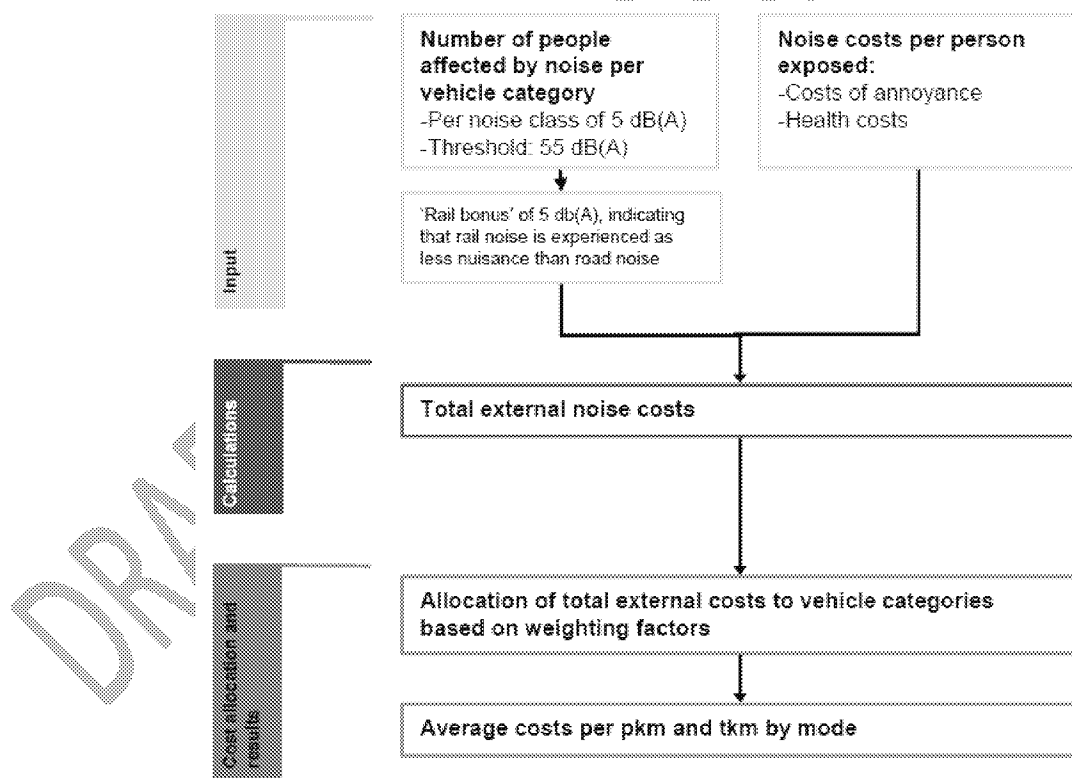 Number of people
affected by noise per
vehicle category
-Per noise class of 5 dB(A)
-Threshold: 55 dB(A)
Noise costs per person
exposed:
-Costs of annoyance
-Health costs
'Rail bonus' of 5 db(A), indicating
that rail noise is experienced as
less nuisance than road noise
Input
Total external noise costs
Calculations
Allocation of total external costs to vehicle categories
based on weighting factors
Average costs per pkm and tkm by mode
Cost allocation and
results